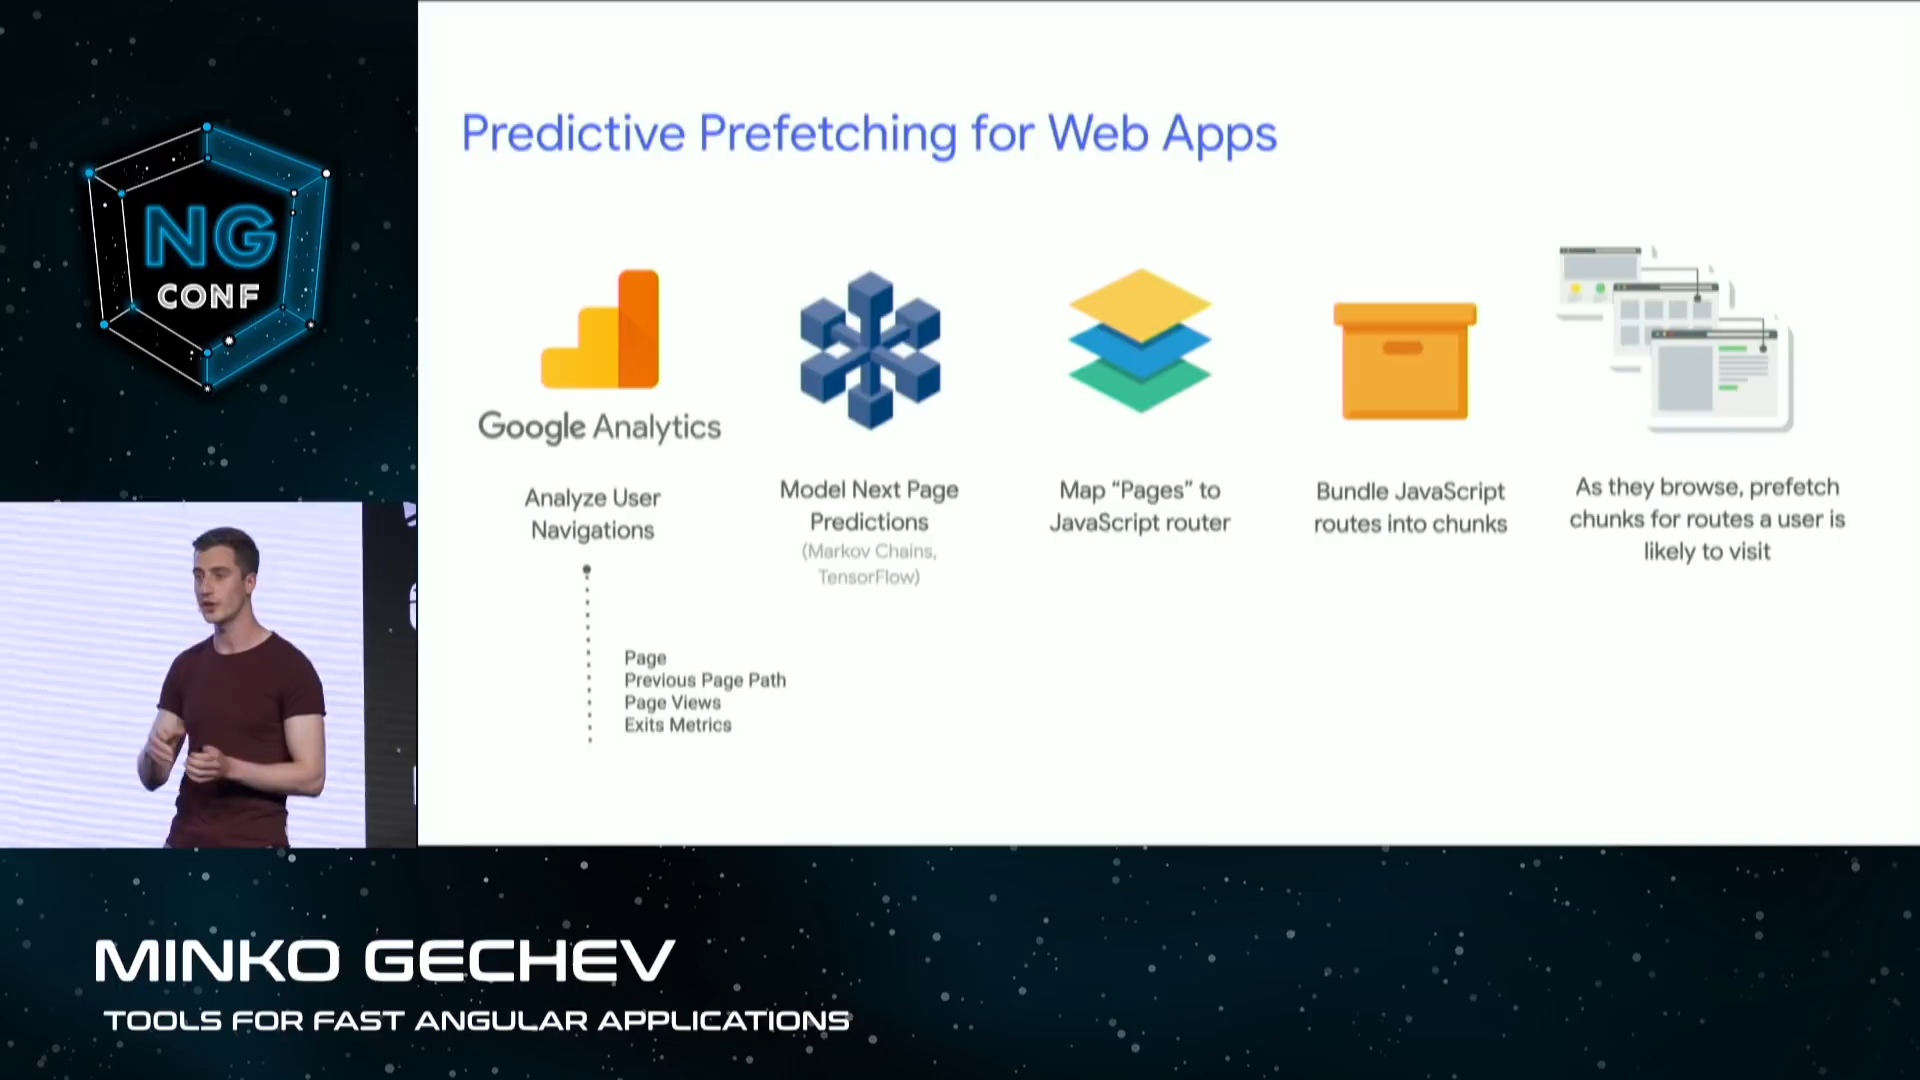 NG
CONF
Predictive Prefetching for Web Apps
Google Analytics
Analyze User
Navigations
Page
Previous Page Path
Page Views
Exits Metrics
Model Next Page
Predictions
(Markov Chains,
TensorFlow)
Map “Pages” to
JavaScript router
Bundle JavaScript
routes into chunks
As they browse, prefetch
chunks for routes a user is
likely to visit
MINKO GECHEV
TOOLS FOR FAST ANGULAR APPLICATIONS